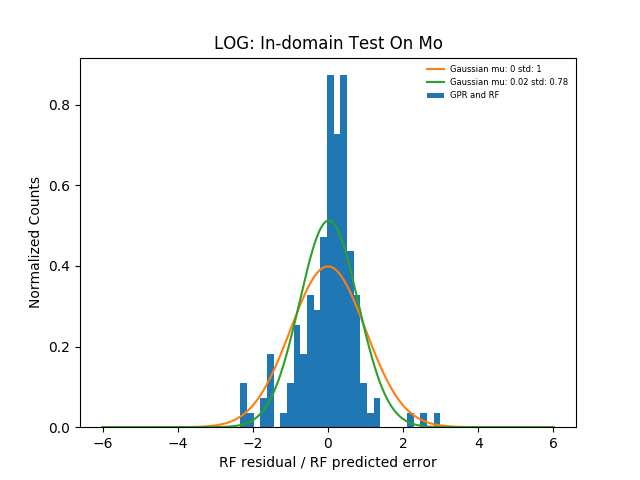 LOG: In-domain Test On Mo
Gaussian mu: 0 std: 1
Gaussian mu: 0.02 std: 0.78
GPR and RF
Normalized Counts
0.8
0.6
0.4
0.2
0.0
−6 −4 −2 0 2 4 6
RF residual / RF predicted error